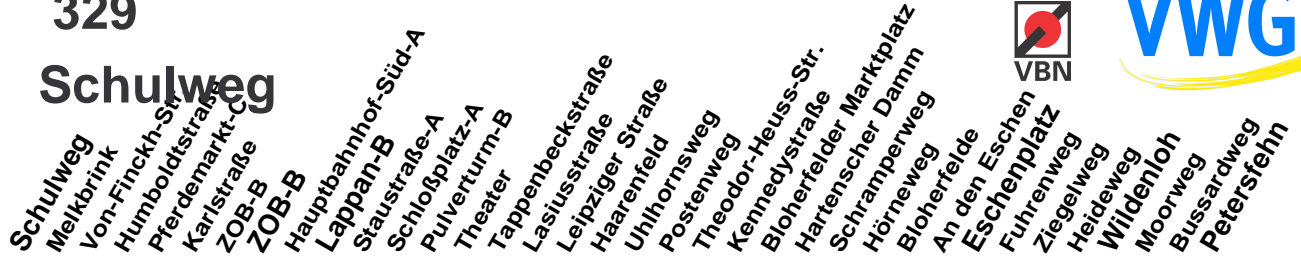 329
Schulweg
VBN
VWG
Schulweg
Melkbrink
Von-Finckh-Str.
Humboldtstraße
Pferdemarkt-C
Karlstraße
ZOB-B
ZOB-B
Hauptbahnhof-Süd-A
Lappan-B
Staustraße-A
Schloßplatz-A
Pulverturm-B
Theater
Tappenbeckstraße
Lasiusstraße
Leipziger Straße
Haarenfeld
Uhlhornsweg
Postenweg
Theodor-Heuss-Str.
Kennedystraße
Bloherfelder Marktplatz
Hartenscher Damm
Schramperweg
Hörneweg
Bloherfelde
An den Eschen
Eschenplatz
Fuhrenweg
Ziegelweg
Heideweg
Wildenloh
Moorweg
Bussardweg
Petersfehn